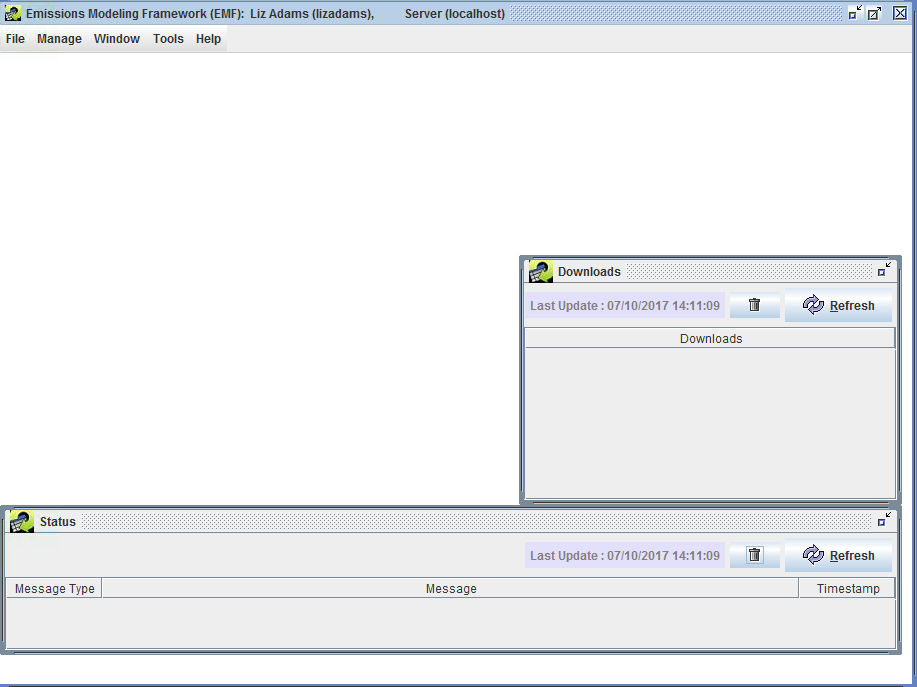 Emissions Modeling Framework (EMF): Liz Adams (lizadams), Server (localhost)
File Manage Window Tools Help
Downloads
Last Update : 07/10/2017 14:11:09 Refresh
Downloads
Status
Last Update : 07/10/2017 14:11:09 Refresh
Message Type Message Timestamp